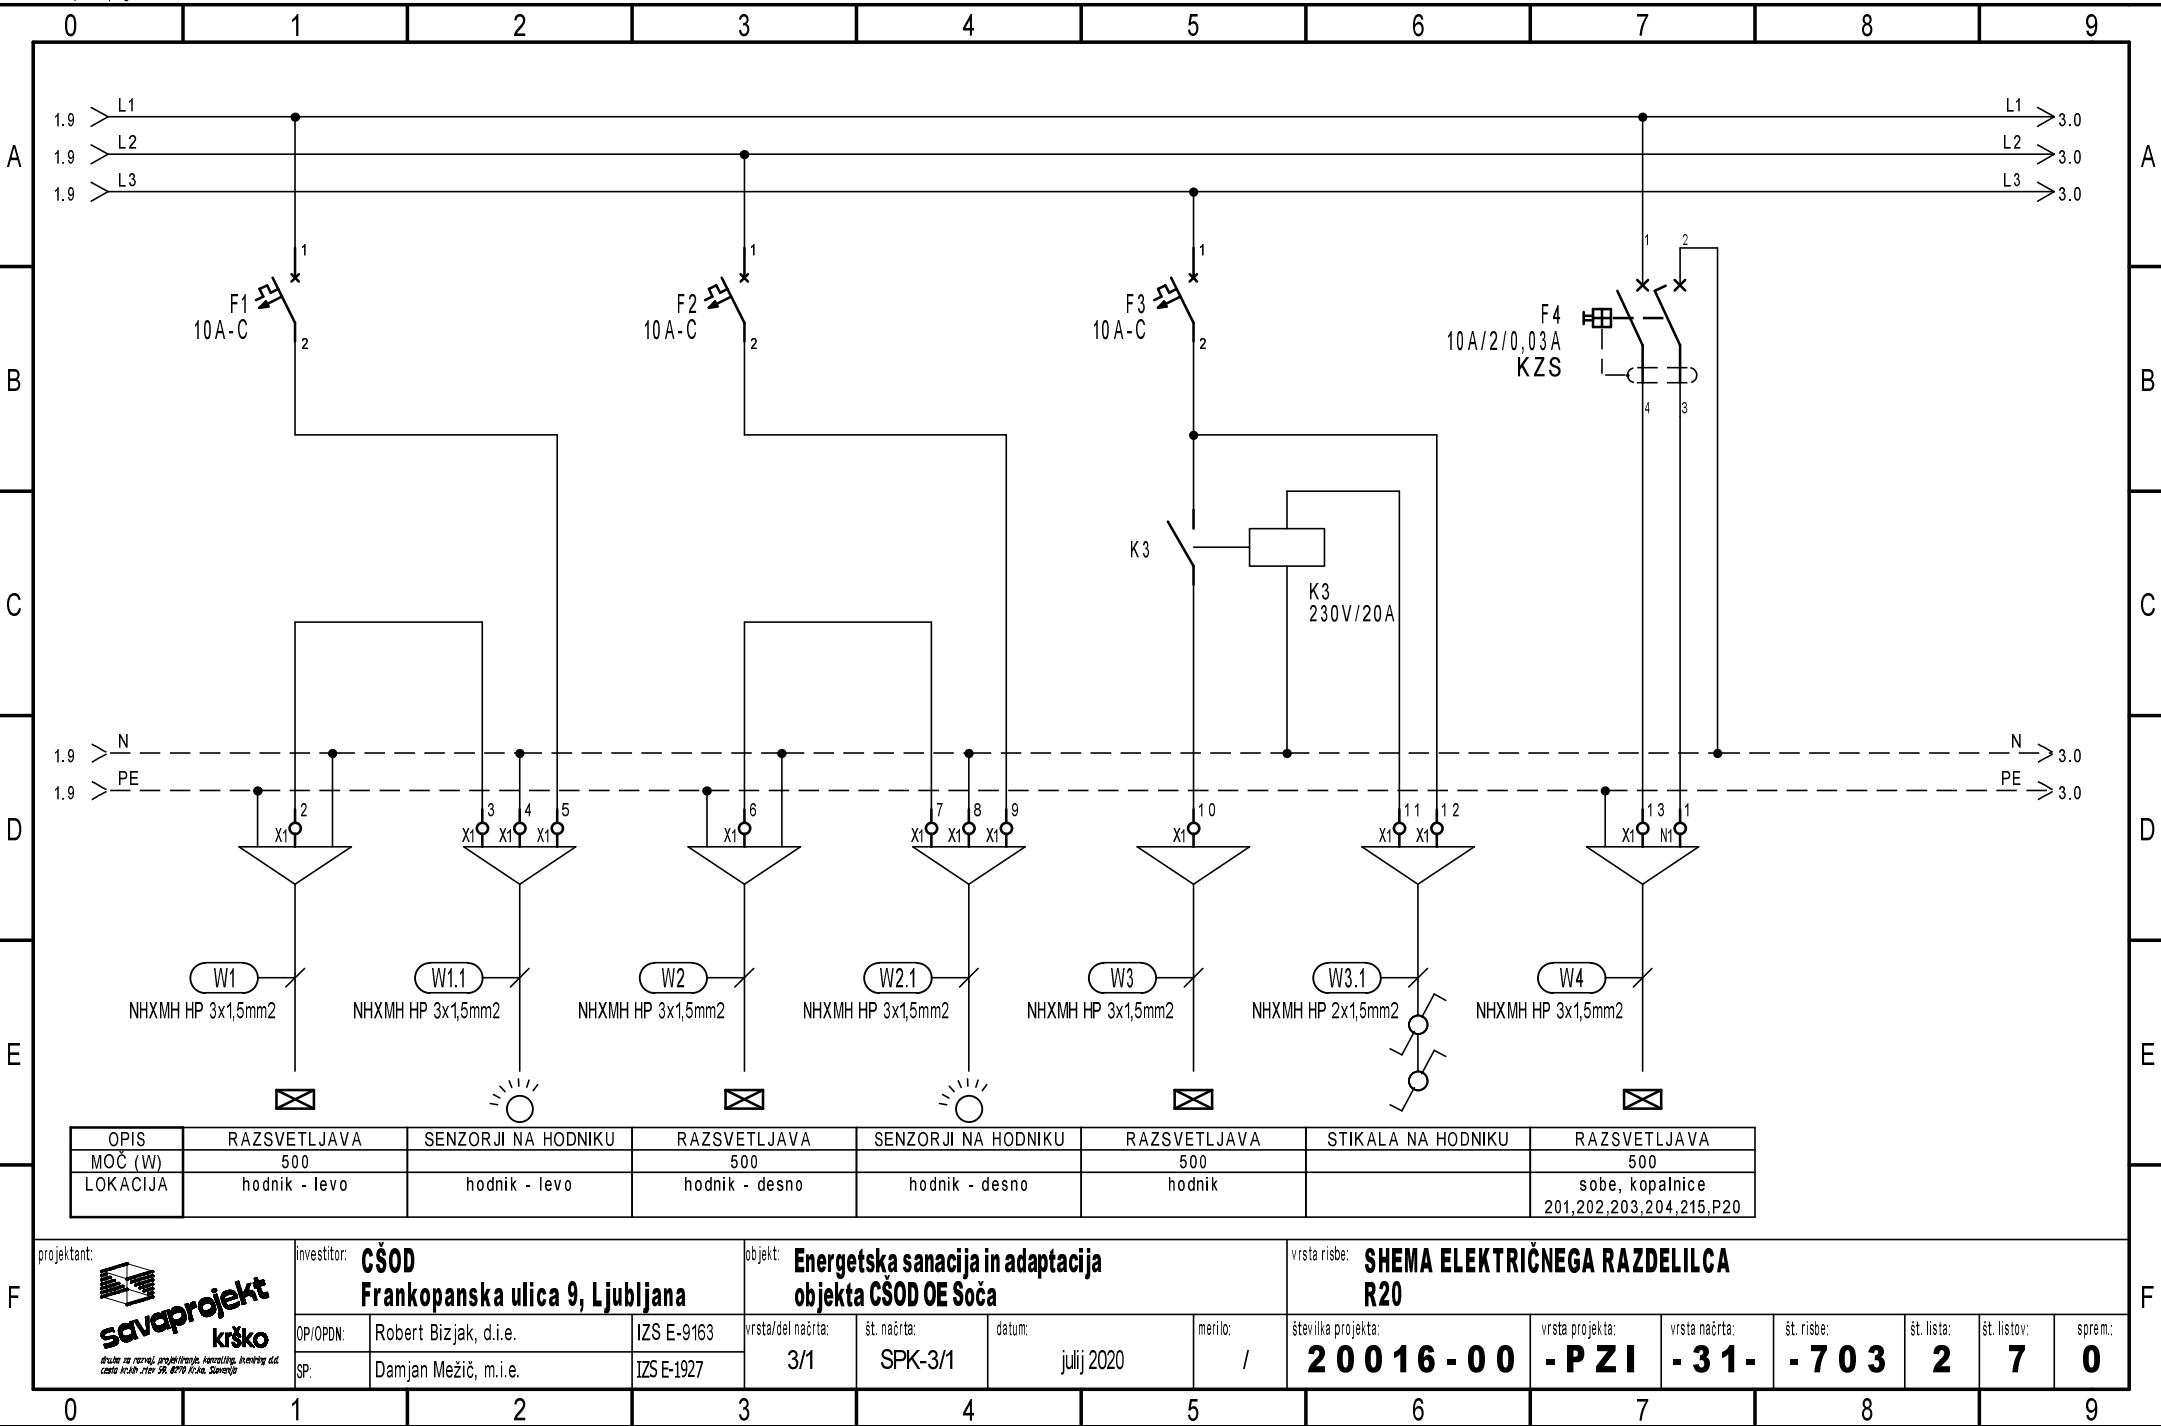 0 1 2 3 4 5 6 7 8 9
1.9 L1 L1 3.0
1.9 L2 L2 3.0
1.9 L3 L3 3.0
A A
1 1 1 1 2
F1
10A-C
2
F2
10A-C
2
F3
10A-C
2
F4
10A/2/0,03A
KZS
4 3
B B
K3
K3
230V/20A
C C
1.9 N N 3.0
1.9 PE PE 3.0
2 3 4 5 6 7 8 9 10 11 12 13 1
X1 X1 X1 X1 X1 X1 X1 X1 X1 X1 X1 X1 N1
D D
W1 W1.1 W2 W2.1 W3 W3.1 W4
NHXMH HP 3x1,5mm2 NHXMH HP 3x1,5mm2 NHXMH HP 3x1,5mm2 NHXMH HP 3x1,5mm2 NHXMH HP 3x1,5mm2 NHXMH HP 2x1,5mm2 NHXMH HP 3x1,5mm2
E E
OPIS RAZSVETLJAVA SENZORJI NA HODNIKU RAZSVETLJAVA SENZORJI NA HODNIKU RAZSVETLJAVA STIKALA NA HODNIKU RAZSVETLJAVA
MOČ (W) 500 500 500 500
LOKACIJA hodnik - levo hodnik - levo hodnik - desno hodnik - desno hodnik sobe, kopalnice
201,202,203,204,215,P20
F F
projektant:
savaprojekt
krško
investitor: CŠOD
Frankopanska ulica 9, Ljubljana
objekt: Energetska sanacija in adaptacija
objekta CŠOD OE Soča
vrsta risbe: SHEMA ELEKTRIČNEGA RAZDELILCA
R20
OP/OPDN: Robert Bizjak, d.i.e. IZS E-9163
SP: Damjan Mežič, m.i.e. IZS E-1927
vrsta/del načrta: 3/1
št. načrta: SPK-3/1
datum: julij 2020
merilo: /
številka projekta: 20016-00
vrsta projekta: -PZI
vrsta načrta: -31-
št. risbe: -703
št. lista: 2
št. listov: 7
sprem.: 0
0 1 2 3 4 5 6 7 8 9